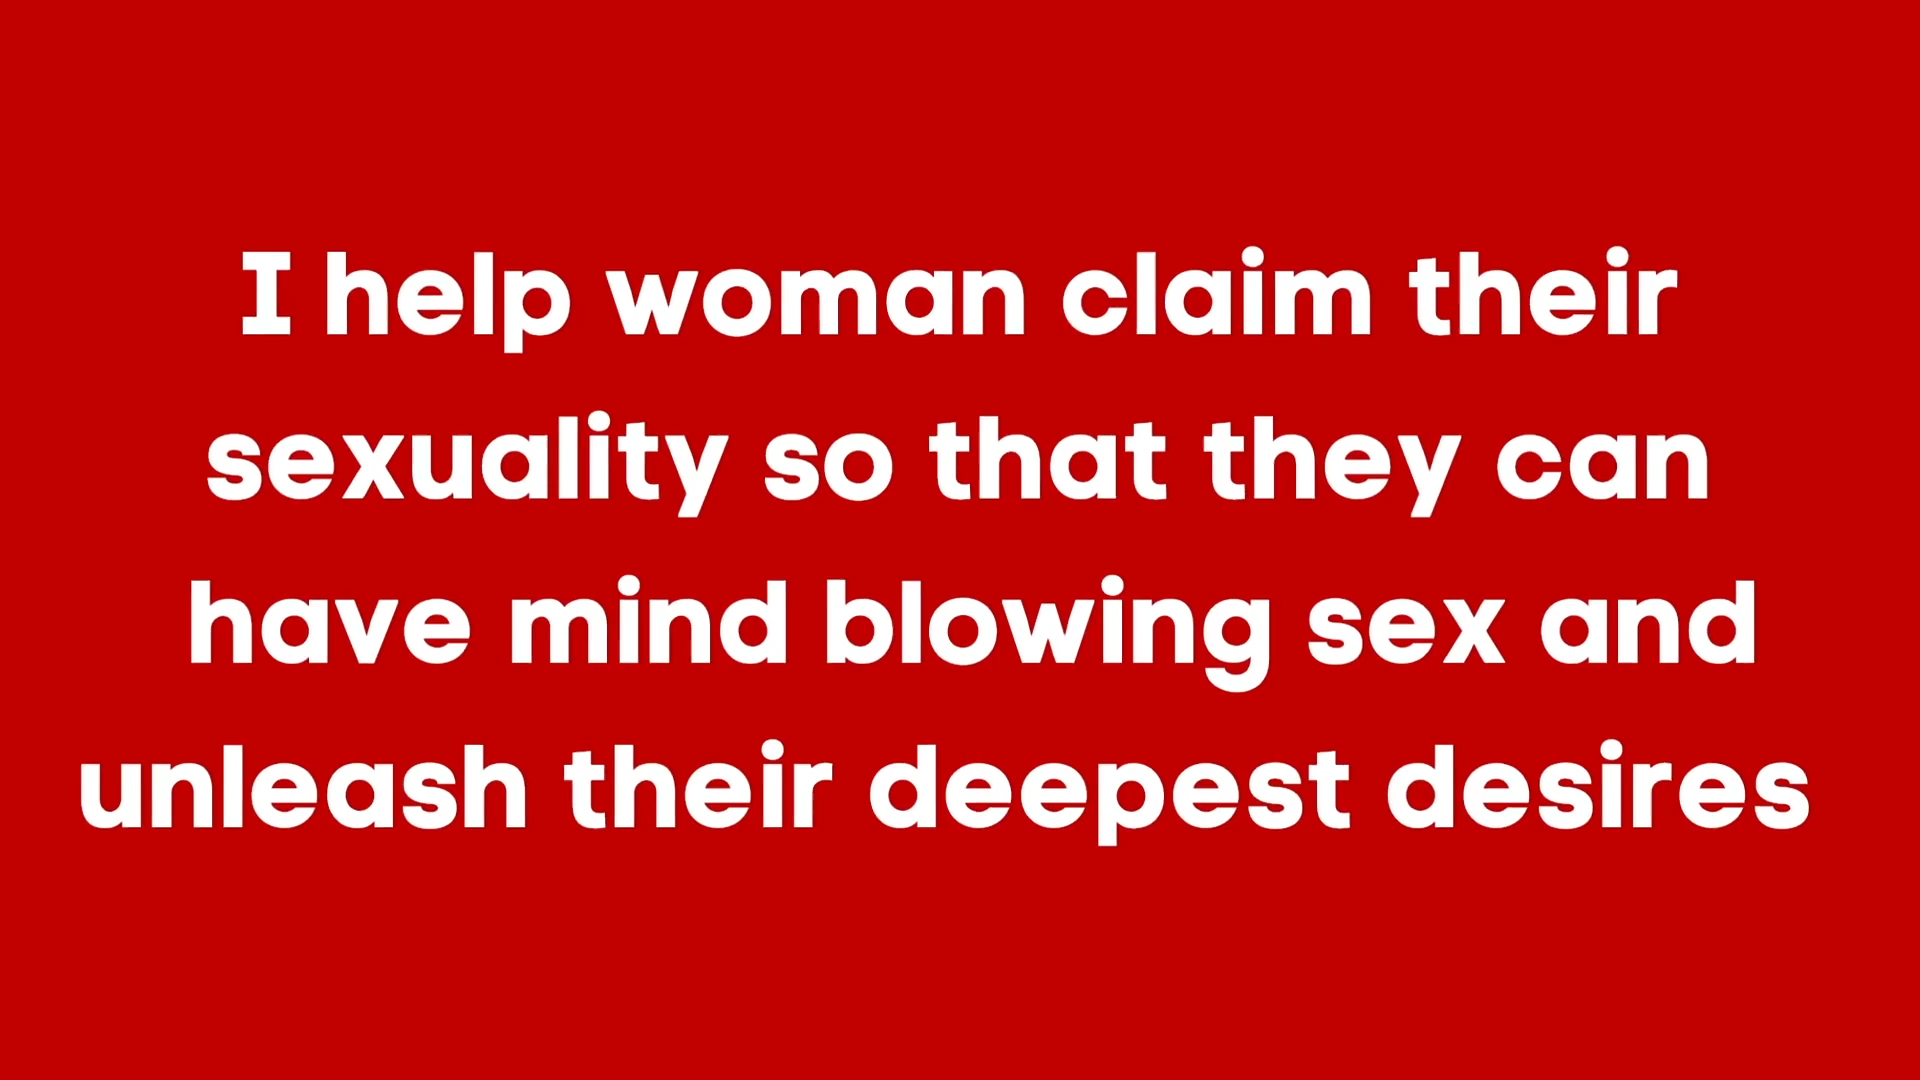 I help woman claim their
sexuality so that they can
have mind blowing sex and
unleash their deepest desires